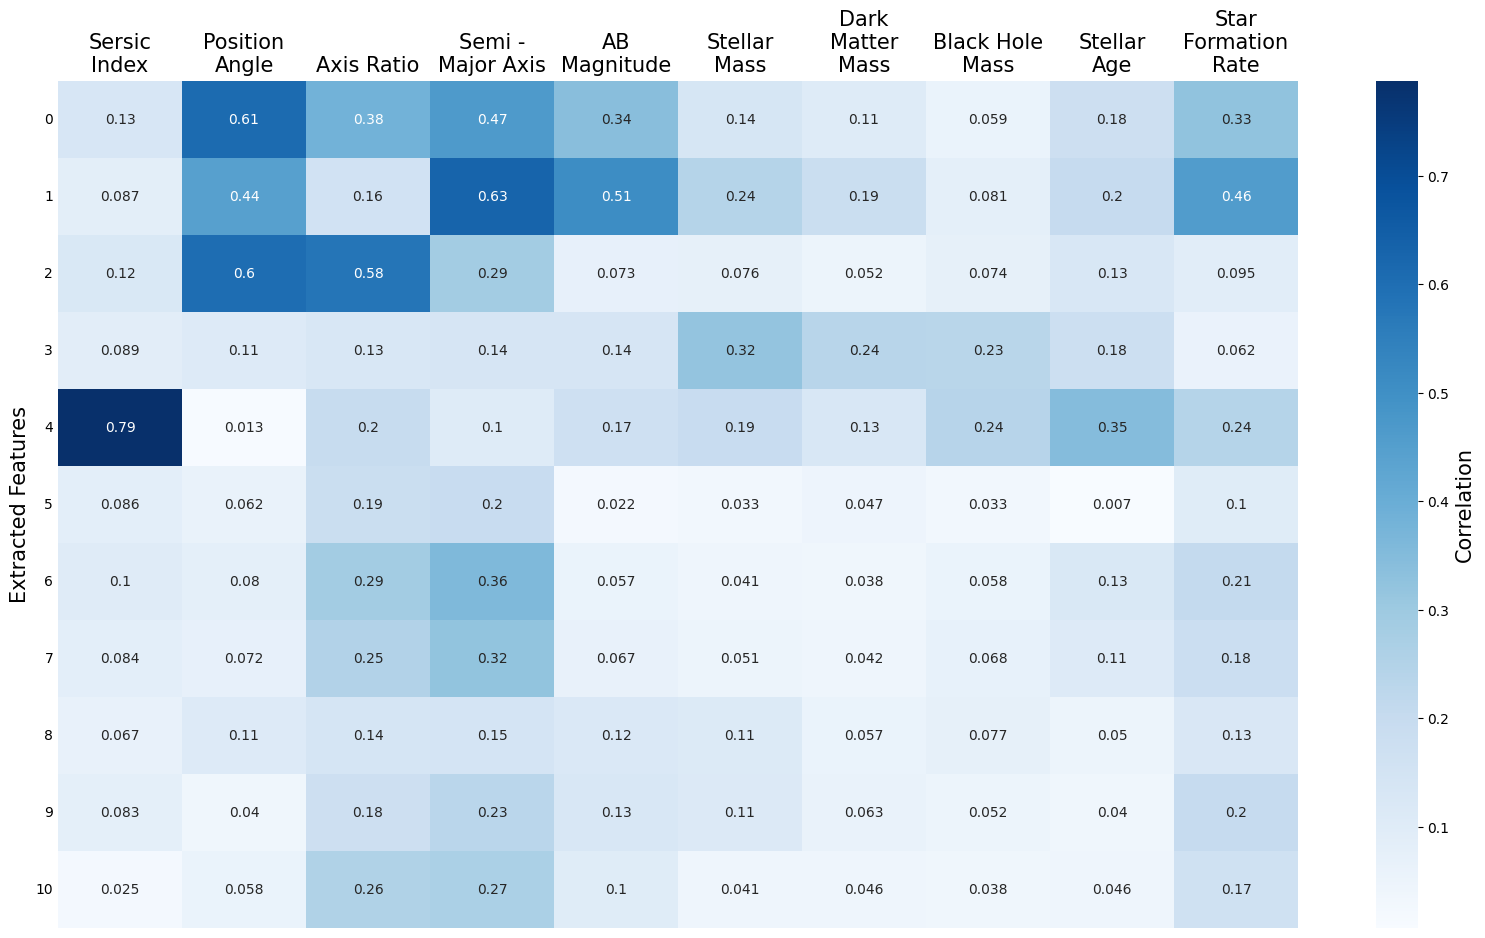 Sersic
Index
Position
Angle
Axis Ratio
Semi -
Major Axis
AB
Magnitude
Stellar
Mass
Dark
Matter
Mass
Black Hole
Mass
Stellar
Age
Star
Formation
Rate
Extracted Features
0 0.13 0.61 0.38 0.47 0.34 0.14 0.11 0.059 0.18 0.33
1 0.087 0.44 0.16 0.63 0.51 0.24 0.19 0.081 0.2 0.46
2 0.12 0.6 0.58 0.29 0.073 0.076 0.052 0.074 0.13 0.095
3 0.089 0.11 0.13 0.14 0.14 0.32 0.24 0.23 0.18 0.062
4 0.79 0.013 0.2 0.1 0.17 0.19 0.13 0.24 0.35 0.24
5 0.086 0.062 0.19 0.2 0.022 0.033 0.047 0.033 0.007 0.1
6 0.1 0.08 0.29 0.36 0.057 0.041 0.038 0.058 0.13 0.21
7 0.084 0.072 0.25 0.32 0.067 0.051 0.042 0.068 0.11 0.18
8 0.067 0.11 0.14 0.15 0.12 0.11 0.057 0.077 0.05 0.13
9 0.083 0.04 0.18 0.23 0.13 0.11 0.063 0.052 0.04 0.2
10 0.025 0.058 0.26 0.27 0.1 0.041 0.046 0.038 0.046 0.17
0.7
0.6
0.5
0.4
0.3
0.2
0.1
Correlation